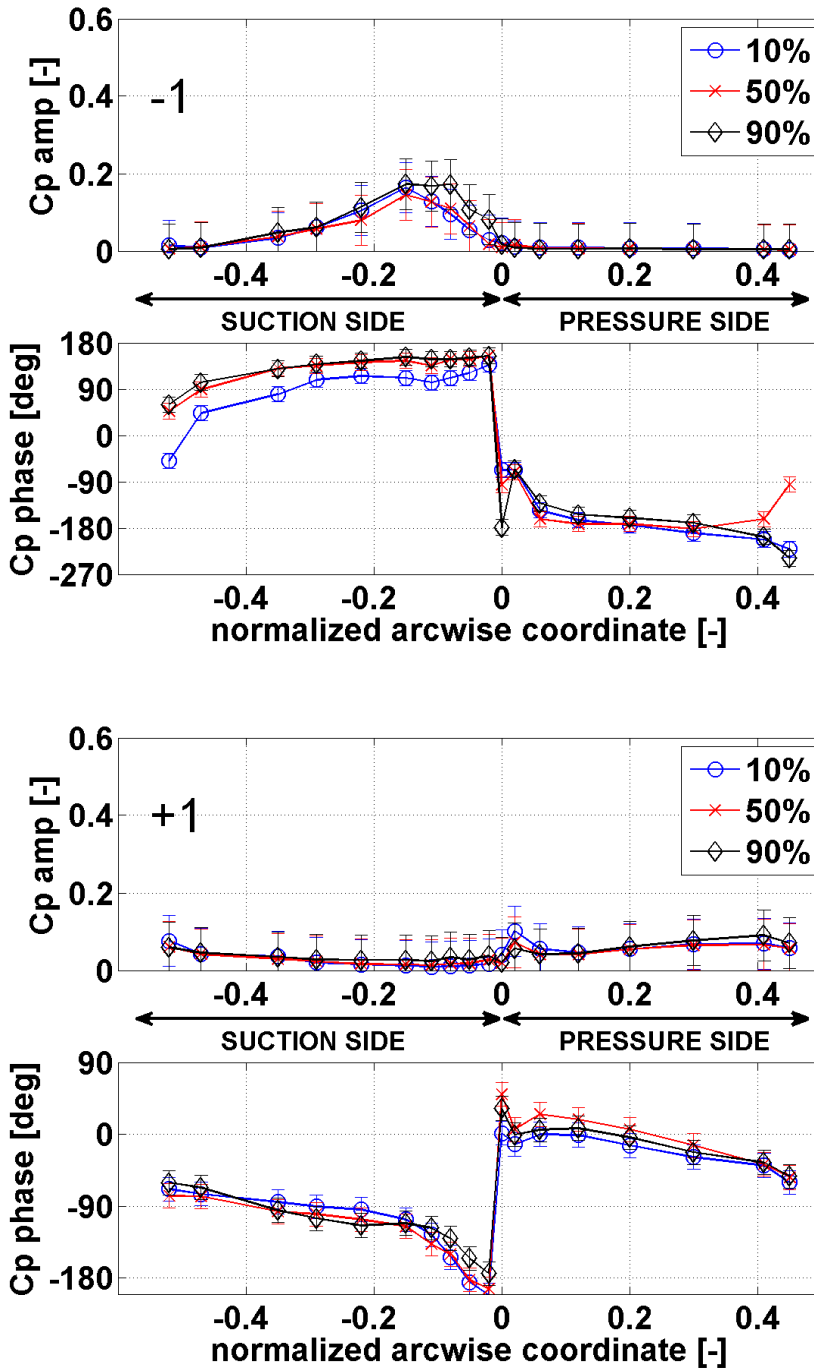 0.6
0.4
0.2
0
Cp amp [-]
-1
10%
50%
90%
-0.4 -0.2 0 0.2 0.4
SUCTION SIDE PRESSURE SIDE
180
90
0
-90
-180
-270
Cp phase [deg]
-0.4 -0.2 0 0.2 0.4
normalized arcwise coordinate [-]
0.6
0.4
0.2
0
Cp amp [-]
+1
10%
50%
90%
-0.4 -0.2 0 0.2 0.4
SUCTION SIDE PRESSURE SIDE
90
0
-90
-180
Cp phase [deg]
-0.4 -0.2 0 0.2 0.4
normalized arcwise coordinate [-]